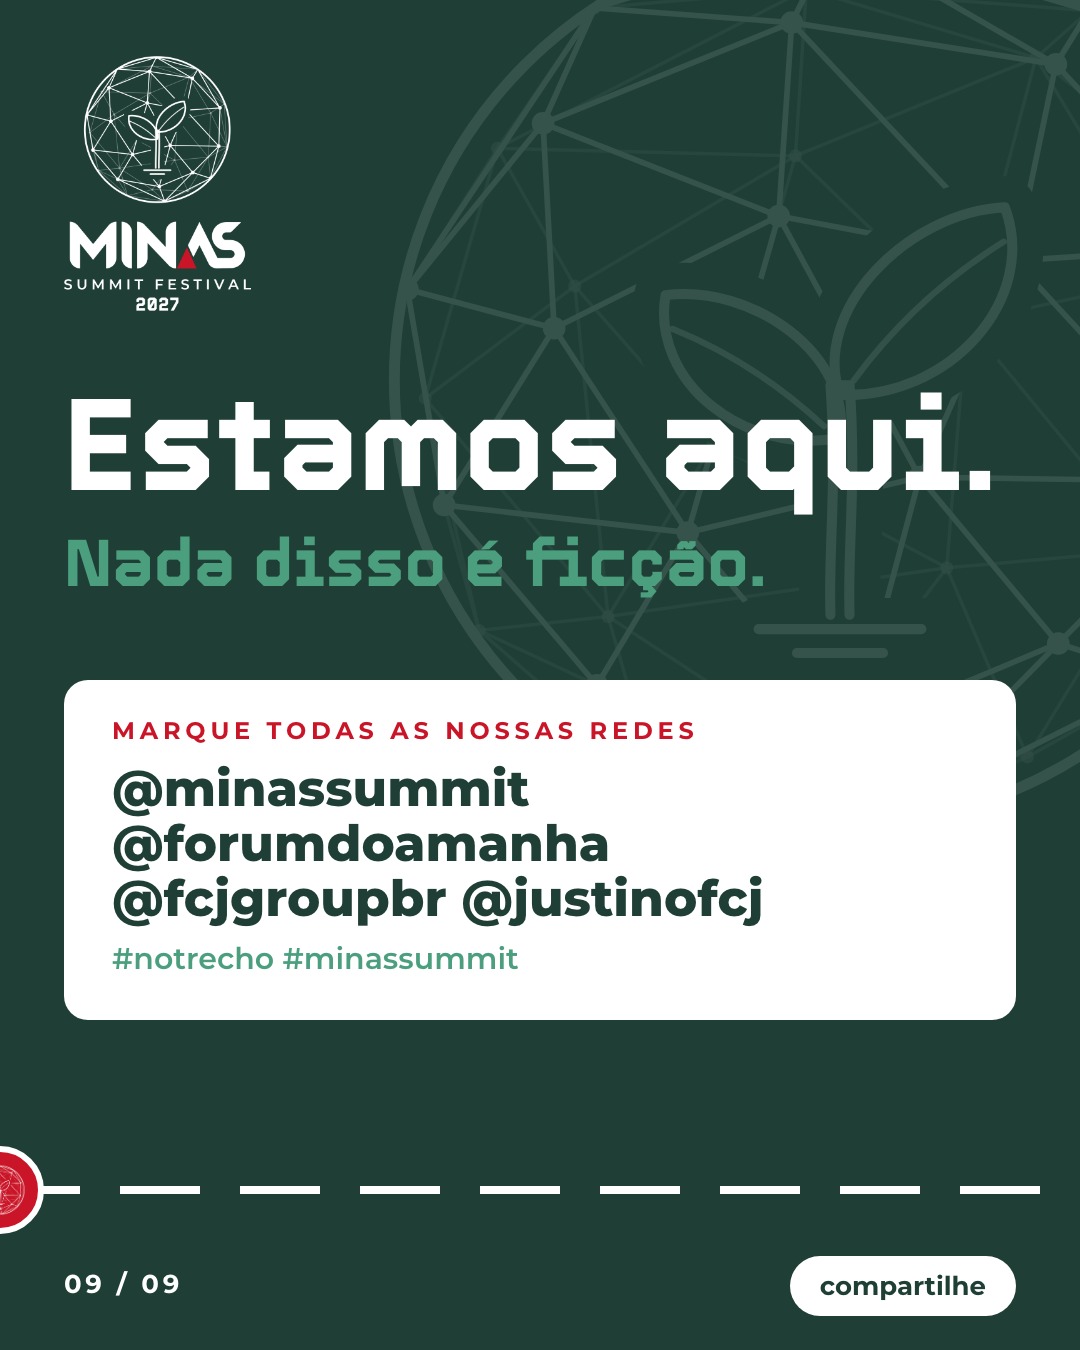 MINAS
SUMMIT FESTIVAL
2027
Estamos aqui.
Nada disso é ficção.
MARQUE TODAS AS NOSSAS REDES
@minassummit
@forumdoamanha
@fcjgroupbr @justinofcj
#notrecho #minassummit
09 / 09
compartilhe